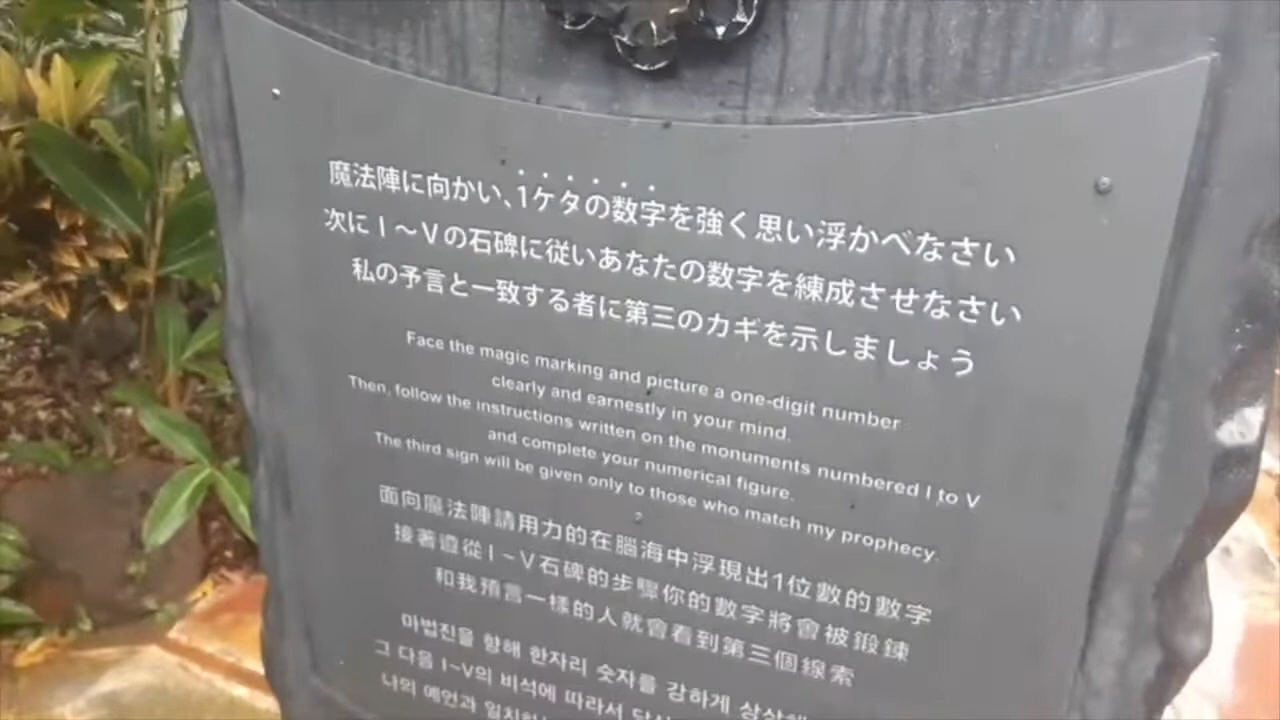 魔法陣に向かい、1ケタの数字を強く思い浮かべなさい
次にⅠ～Ⅴの石碑に従いあなたの数字を練成させなさい
私の予言と一致する者に第三のカギを示しましょう
Face the magic marking and picture a one-digit number
clearly and earnestly in your mind.
Then, follow the instructions written on the monuments numbered I to V
and complete your numerical figure.
The third sign will be given only to those who match my prophecy.
面向魔法陣請用力的在腦海中浮現出1位數的數字
接著遵從I~V石碑的步驟你的數字將會被鍛鍊
和我預言一樣的人就會看到第三個線索
마법진을 향해 한자리 숫자를 강하게
그 다음 I~V의 비석에 따라서
나의 예언과